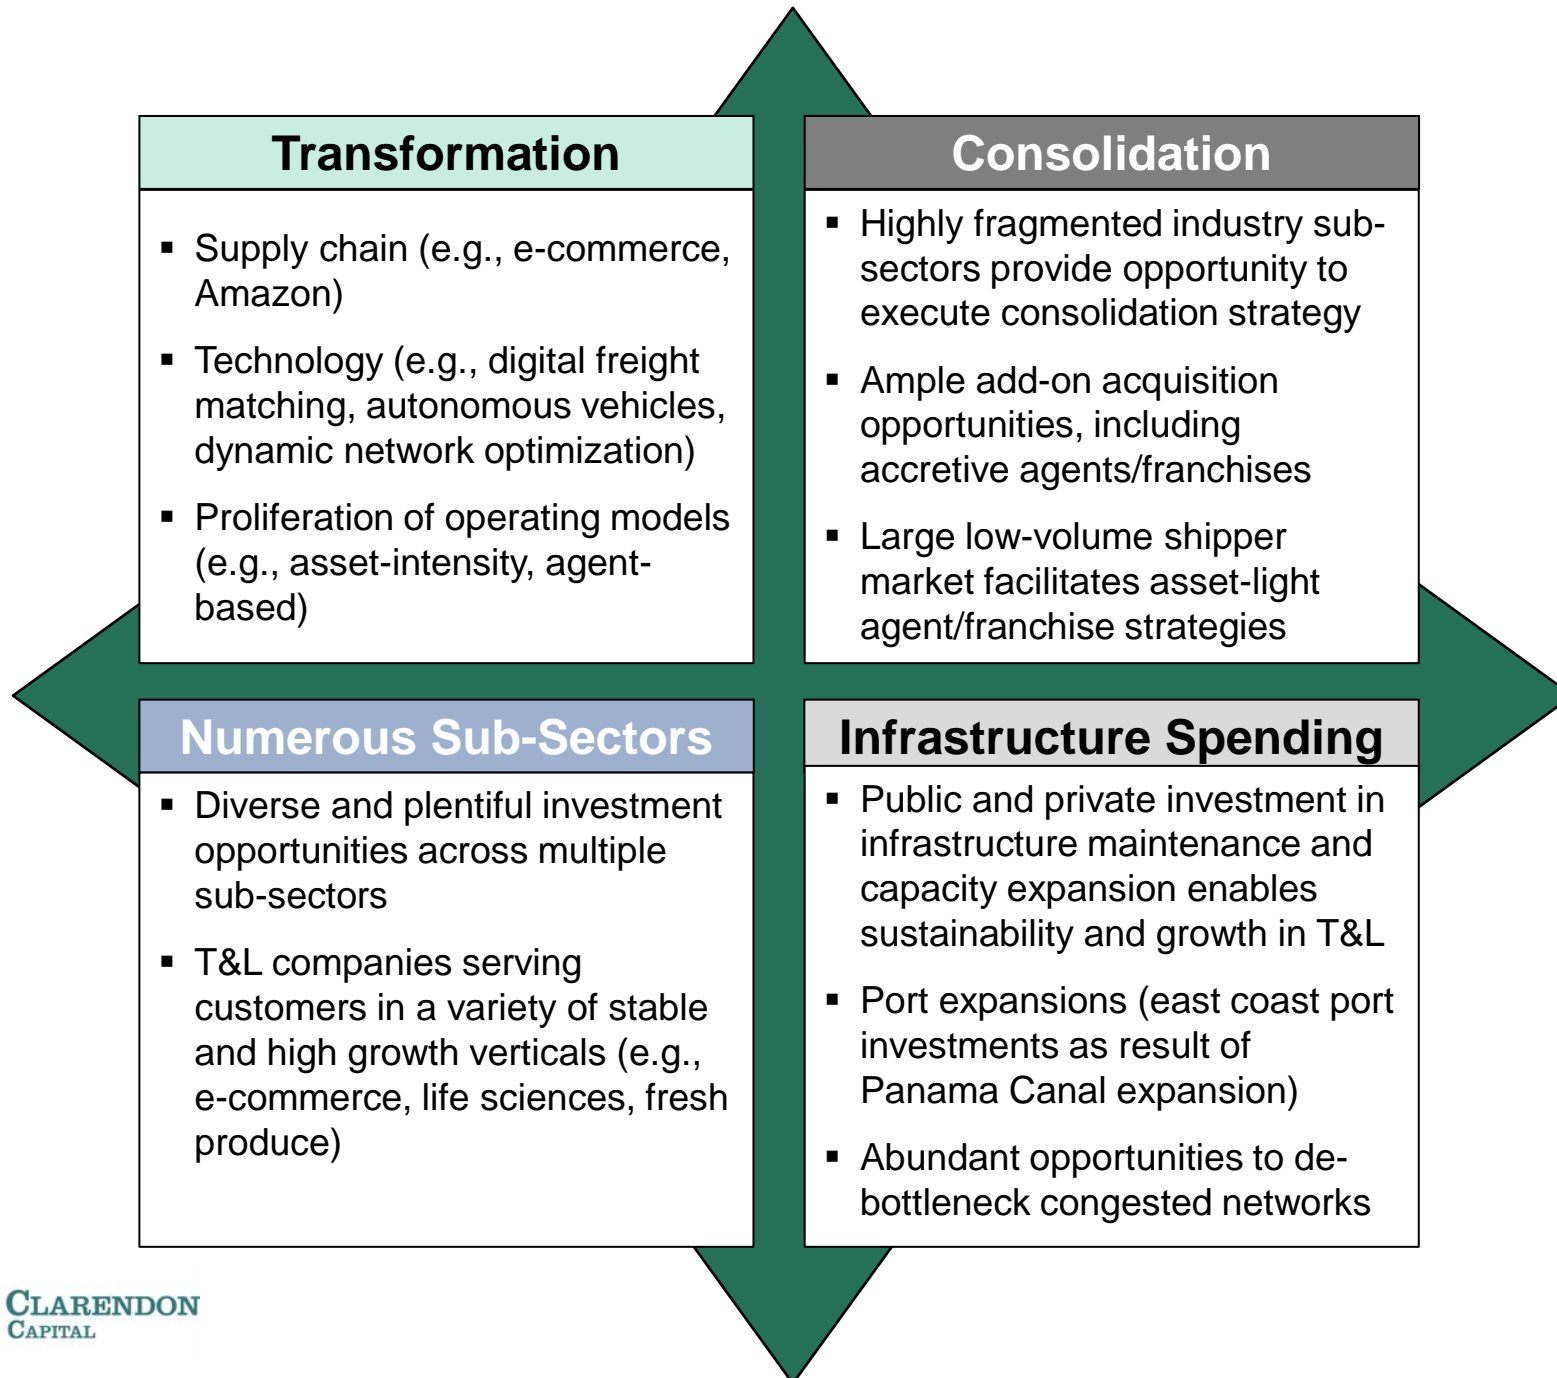 Transformation
▪ Supply chain (e.g., e-commerce,
Amazon)
▪ Technology (e.g., digital freight
matching, autonomous vehicles,
dynamic network optimization)
▪ Proliferation of operating models
(e.g., asset-intensity, agent-
based)
Consolidation
▪ Highly fragmented industry sub-
sectors provide opportunity to
execute consolidation strategy
▪ Ample add-on acquisition
opportunities, including
accretive agents/franchises
▪ Large low-volume shipper
market facilitates asset-light
agent/franchise strategies
Numerous Sub-Sectors
▪ Diverse and plentiful investment
opportunities across multiple
sub-sectors
▪ T&L companies serving
customers in a variety of stable
and high growth verticals (e.g.,
e-commerce, life sciences, fresh
produce)
Infrastructure Spending
▪ Public and private investment in
infrastructure maintenance and
capacity expansion enables
sustainability and growth in T&L
▪ Port expansions (east coast port
investments as result of
Panama Canal expansion)
▪ Abundant opportunities to de-
bottleneck congested networks
CLARENDON
CAPITAL